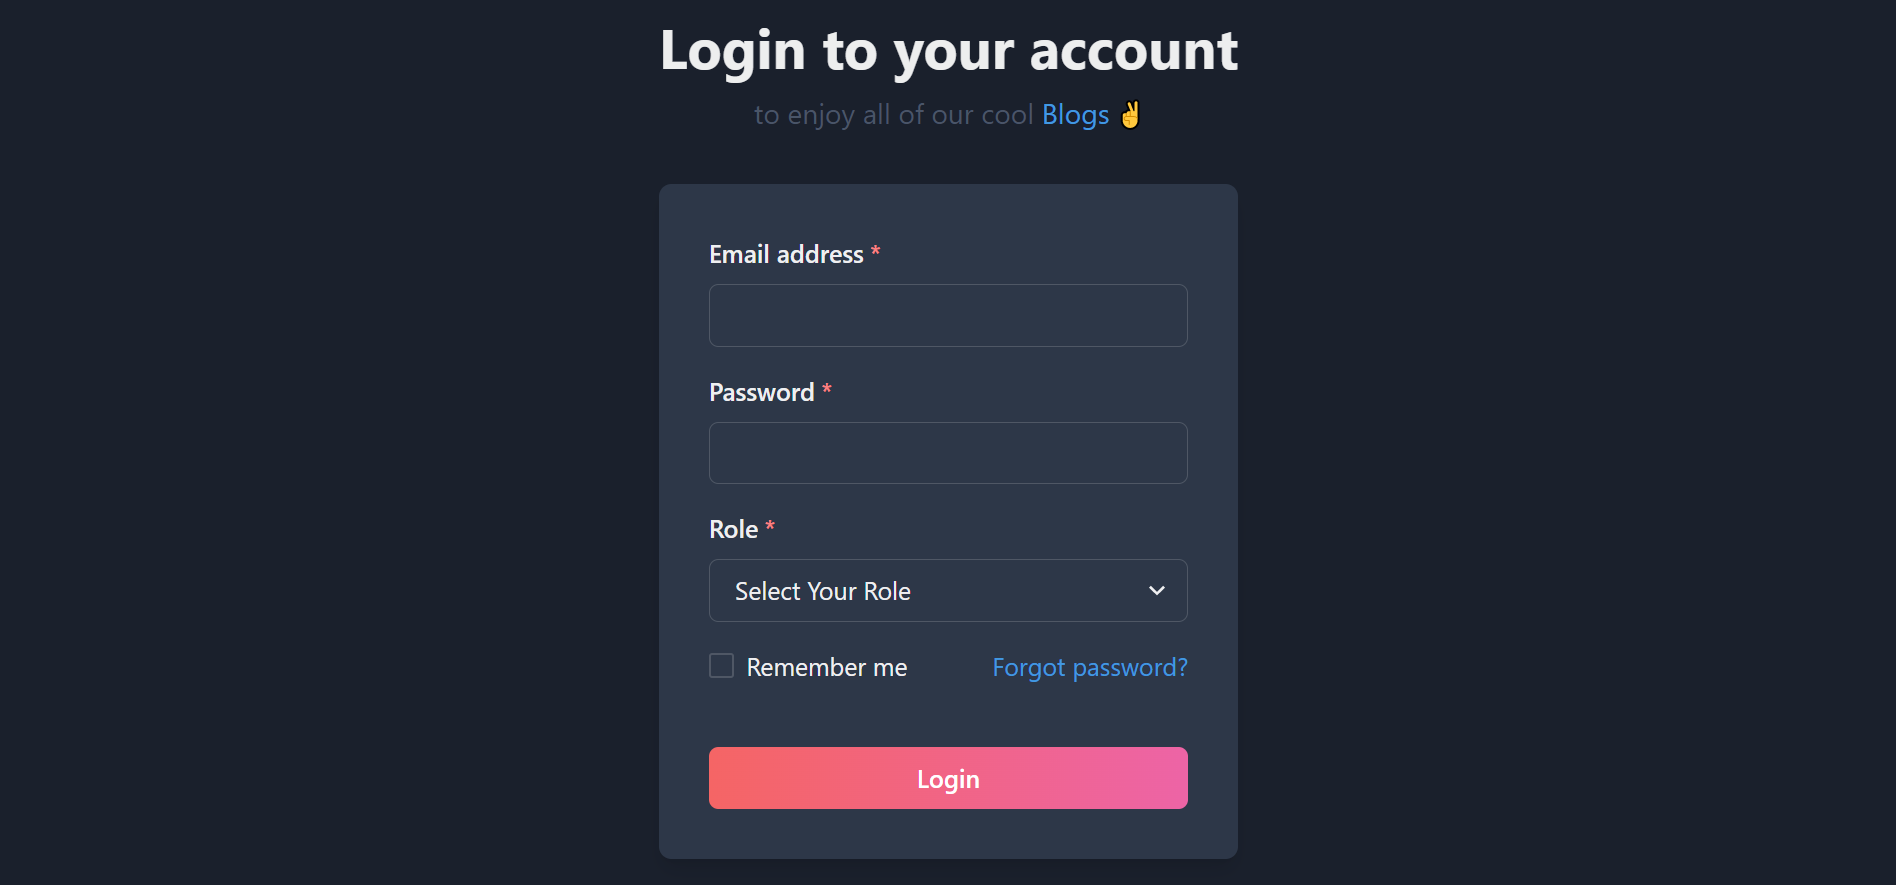 Login to your account
to enjoy all of our cool Blogs ✌️
Email address *
Password *
Role *
Select Your Role
Remember me Forgot password?
Login